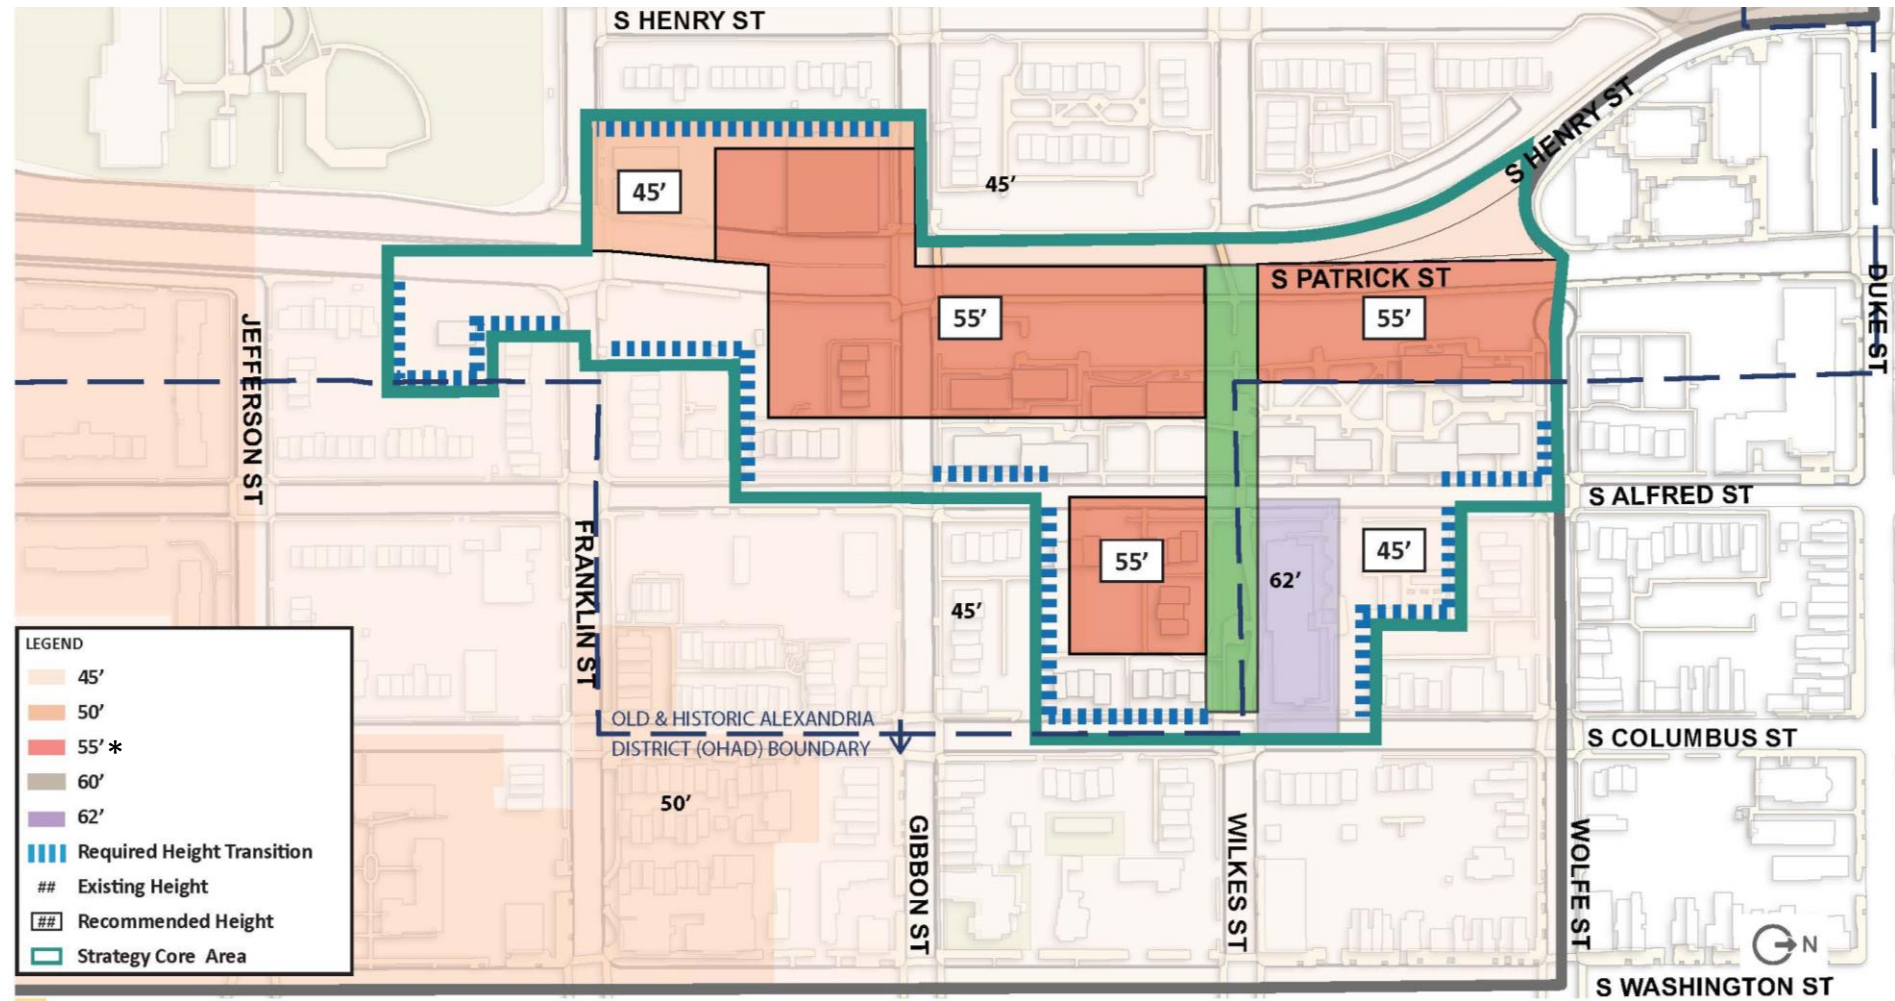 S HENRY ST
S HENRY ST
45’
45’
S PATRICK ST
55’
55’
DUKE ST
JEFFERSON ST
S ALFRED ST
FRANKLIN ST
55’
62’
45’
45’
OLD & HISTORIC ALEXANDRIA
DISTRICT (OHAD) BOUNDARY
S COLUMBUS ST
50’
GIBBON ST
WILKES ST
WOLFE ST
N
S WASHINGTON ST
LEGEND
45’
50’
55’ *
60’
62’
Required Height Transition
## Existing Height
## Recommended Height
Strategy Core Area